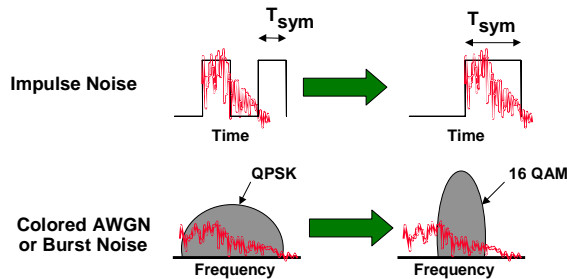 Tsym
Tsym
Impulse Noise
Time
Time
QPSK
16 QAM
Colored AWGN
or Burst Noise
Frequency
Frequency